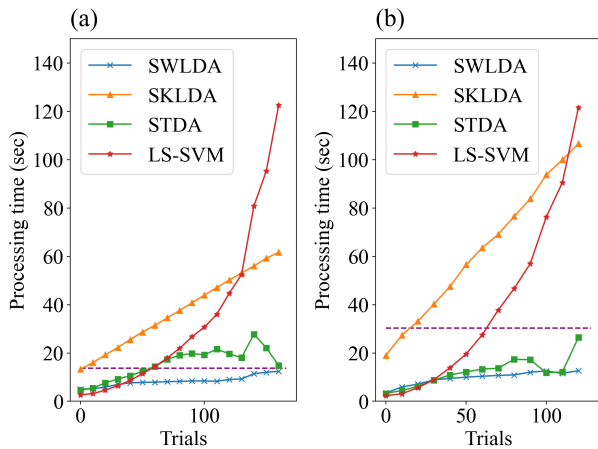 (a)
140
120
100
80
60
40
20
0
Processing time (sec)
SWLDA
SKLDA
STDA
LS-SVM
0
100
Trials
(b)
140
120
100
80
60
40
20
0
Processing time (sec)
SWLDA
SKLDA
STDA
LS-SVM
0
50
100
Trials